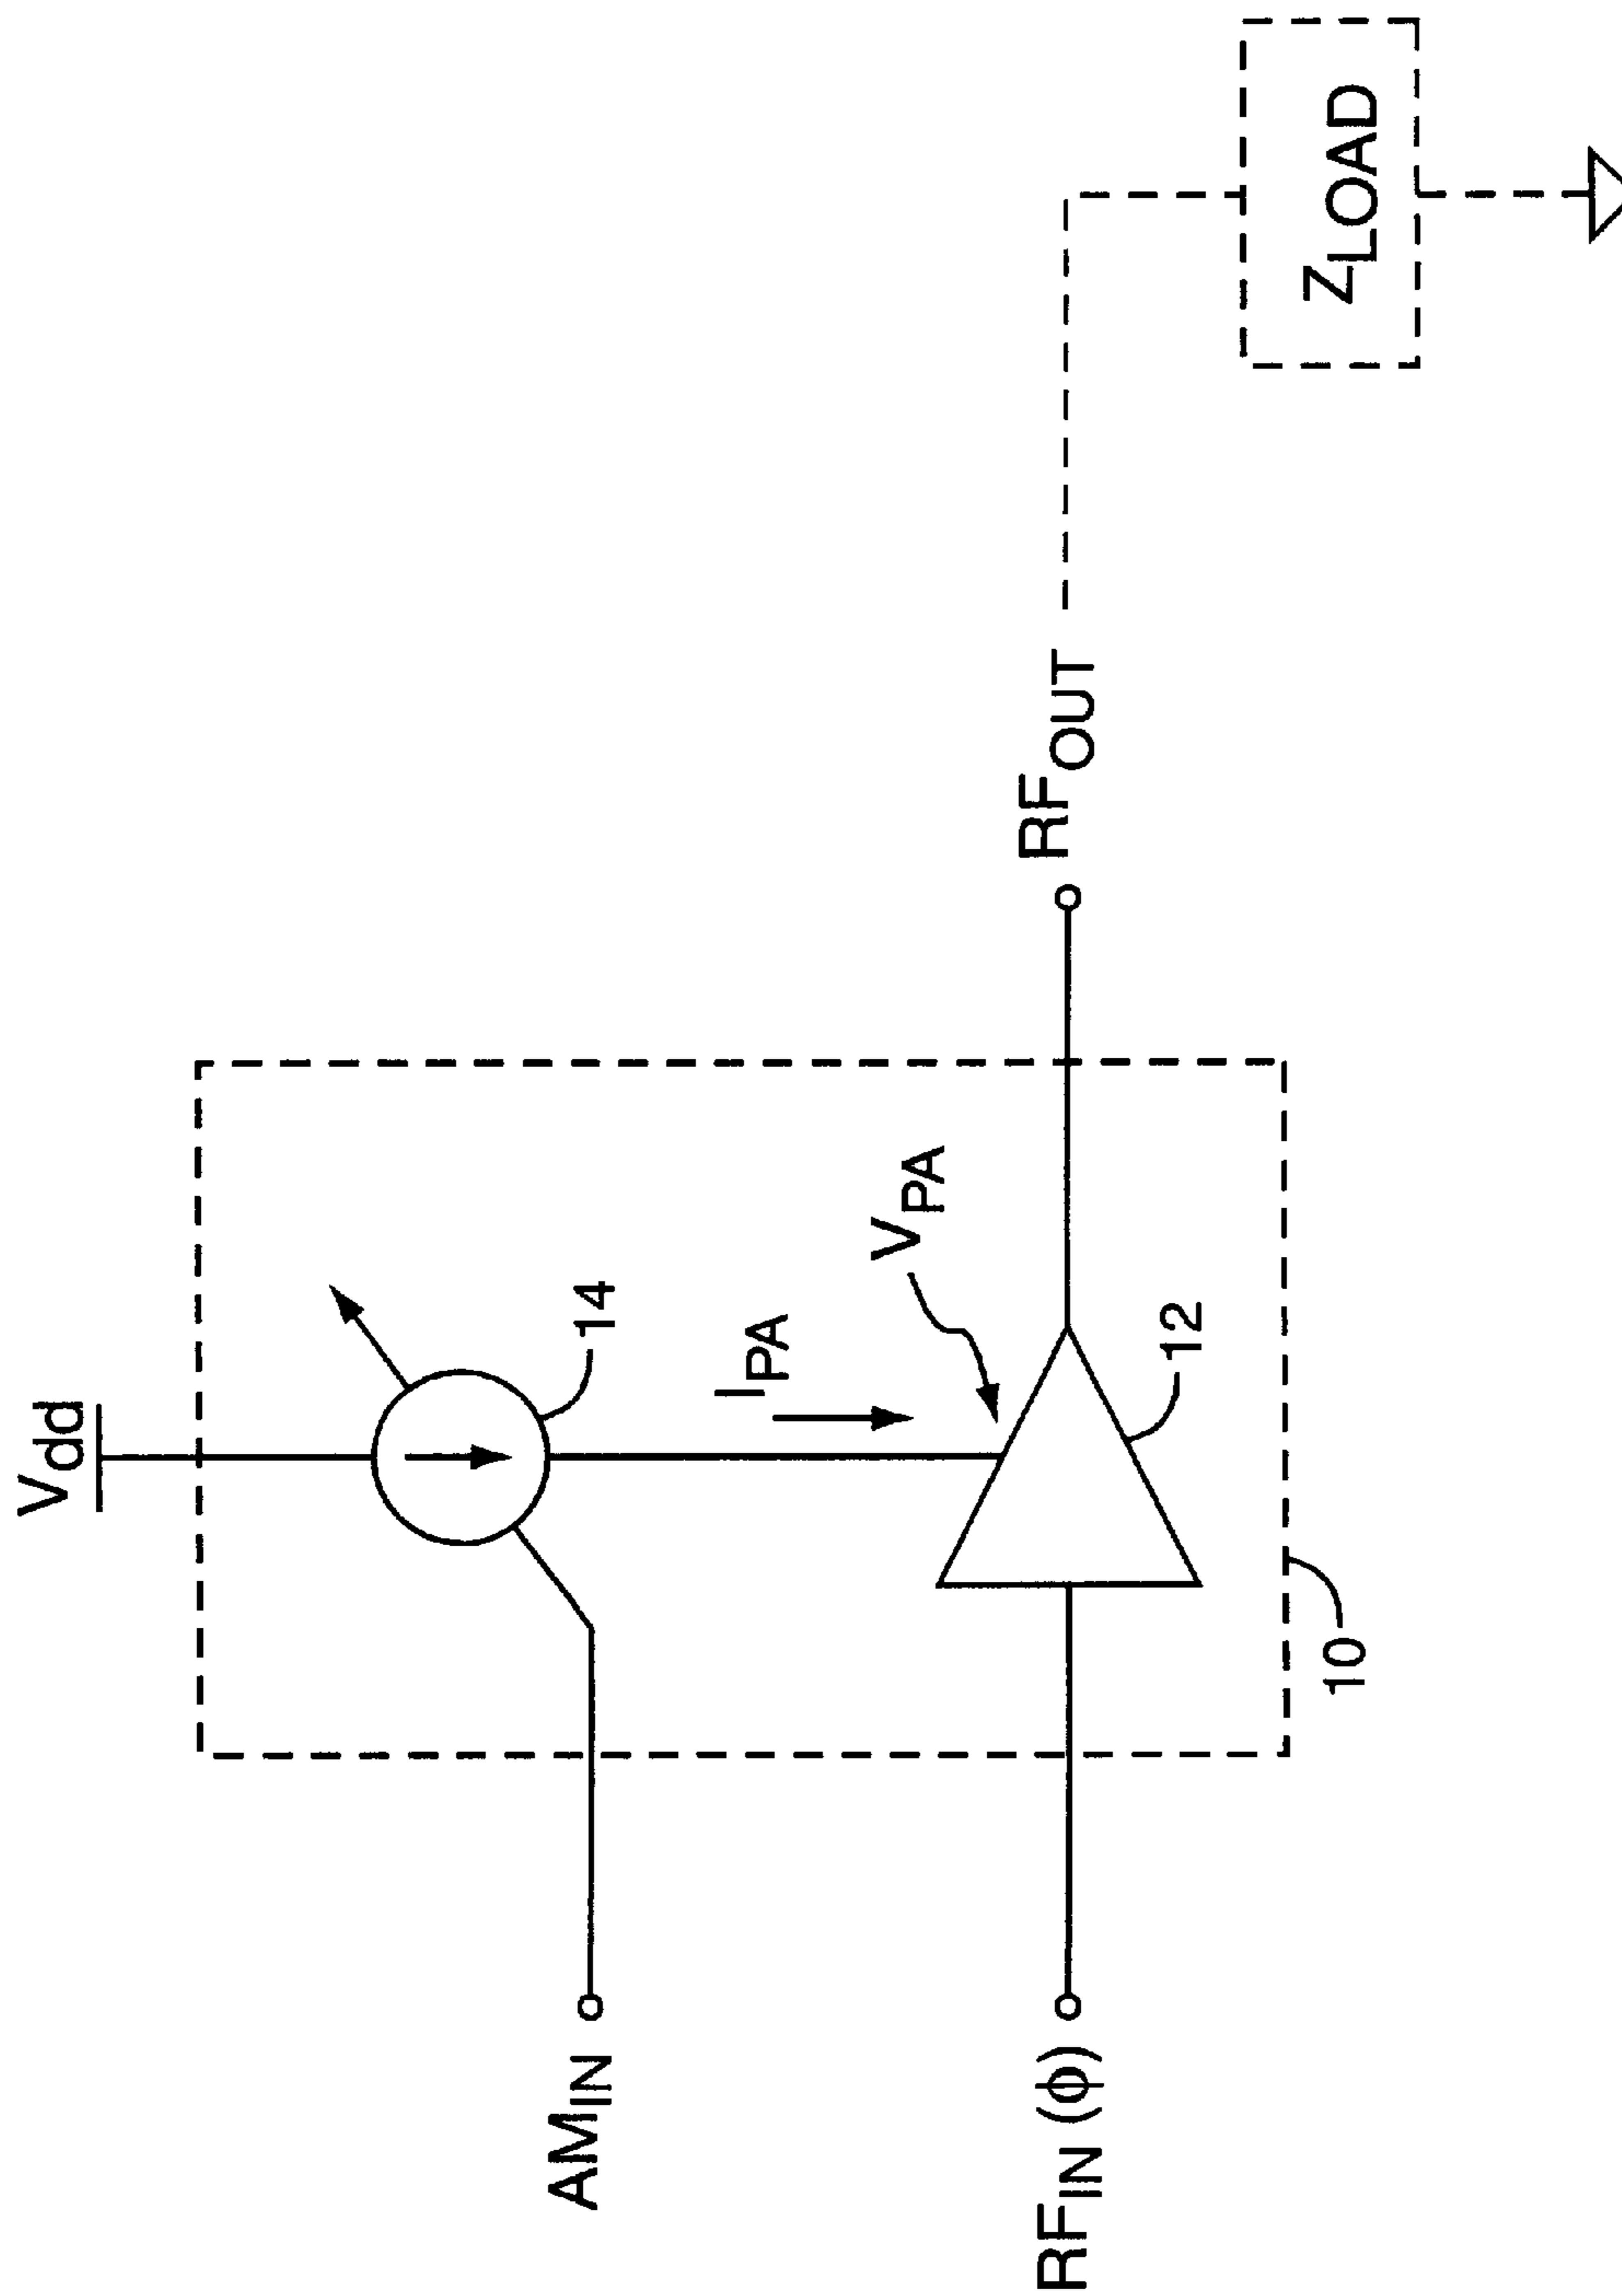 Vdd
14
AMIN
IPA
VPA
12
RFIN (ϕ)
RFOUT
10
ZLOAD